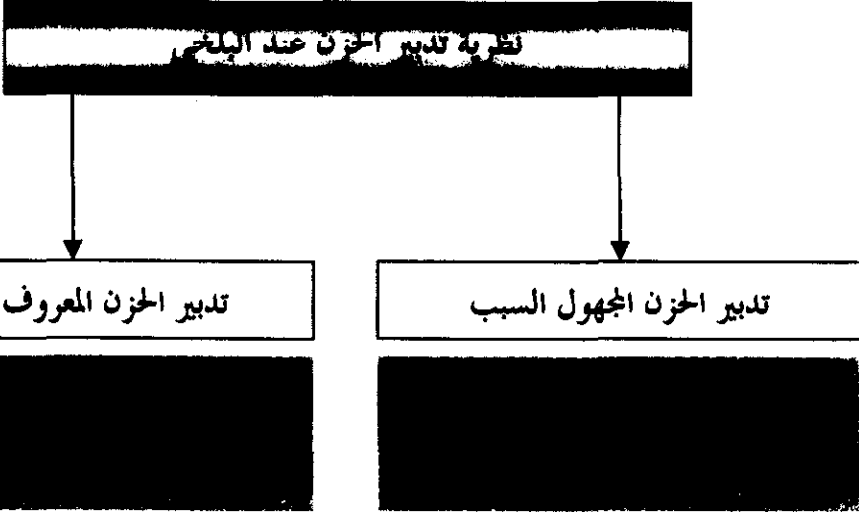 نظرية تدبير الحزن عند البلخي
تدبير الحزن المجهول السبب
تدبير الحزن المعروف